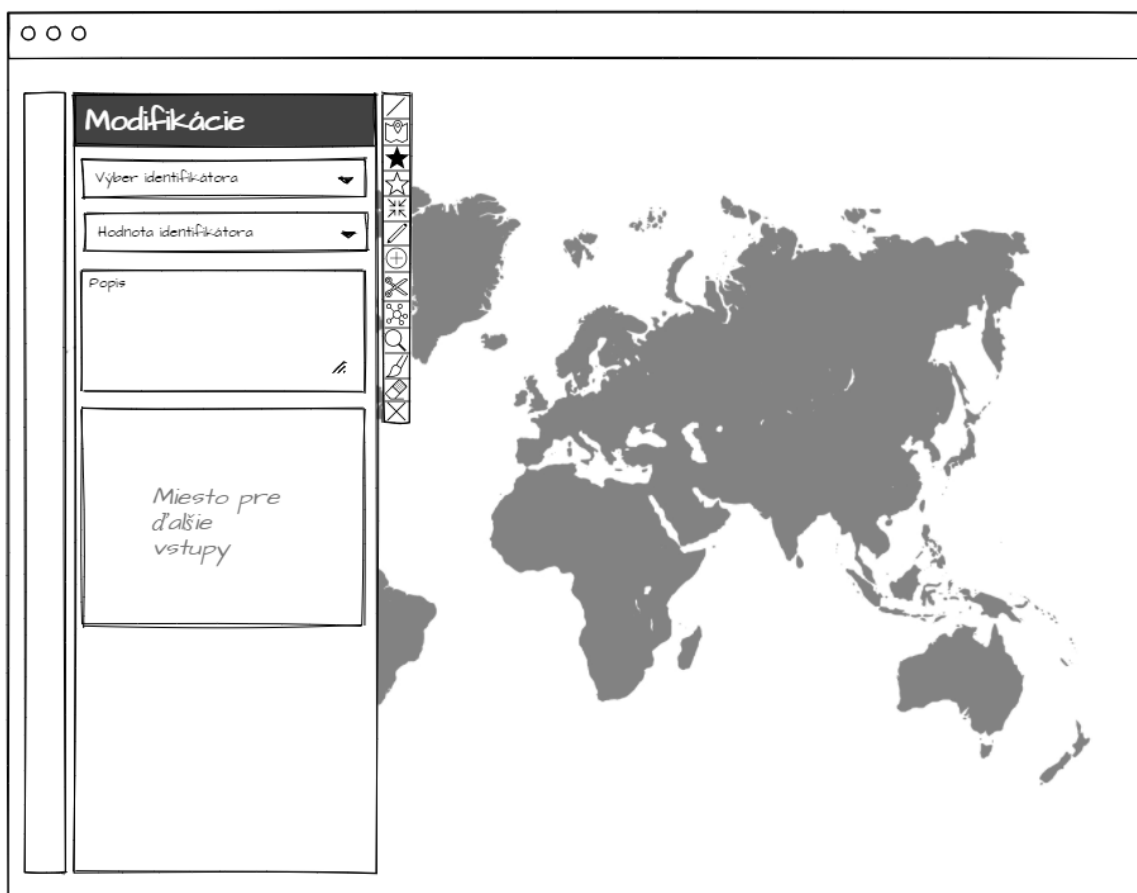 Modifikácie
Výber identifikátora
Hodnota identifikátora
Popis
Miesto pre
ďalšie
vstupy